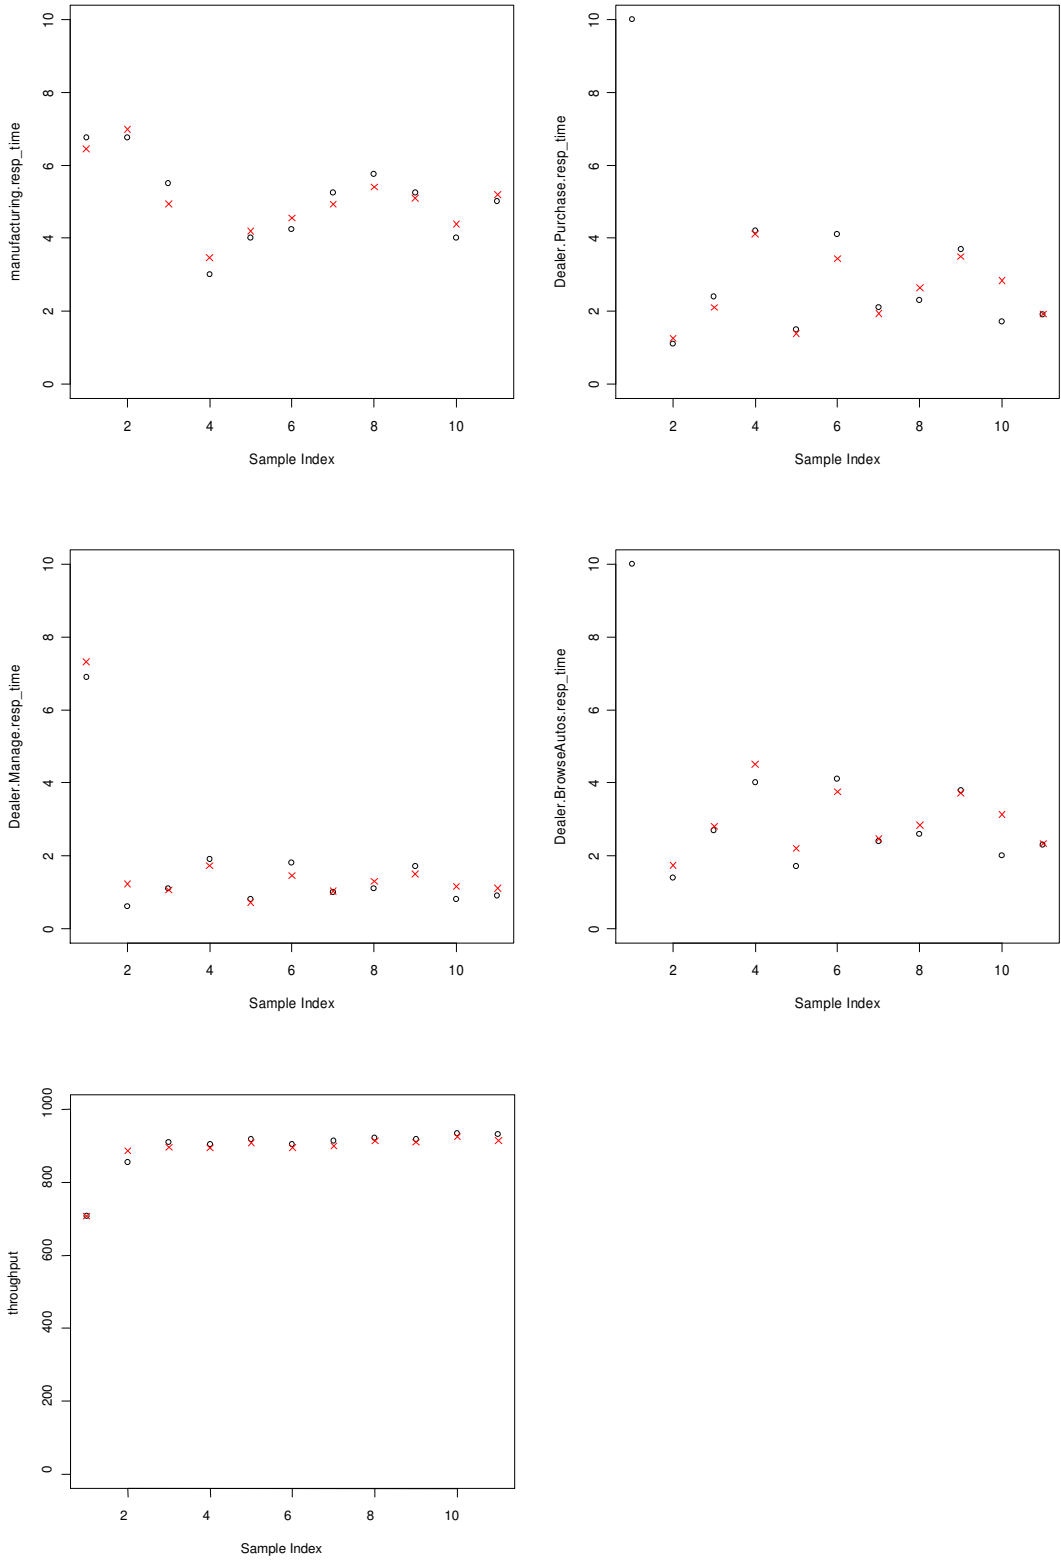 manufacturing.resp_time
0 2 4 6 8 10
2 4 6 8 10
Sample Index
Dealer.Purchase.resp_time
0 2 4 6 8 10
2 4 6 8 10
Sample Index
Dealer.Manage.resp_time
0 2 4 6 8 10
2 4 6 8 10
Sample Index
Dealer.BrowseAutos.resp_time
0 2 4 6 8 10
2 4 6 8 10
Sample Index
throughput
0 200 400 600 800 1000
2 4 6 8 10
Sample Index